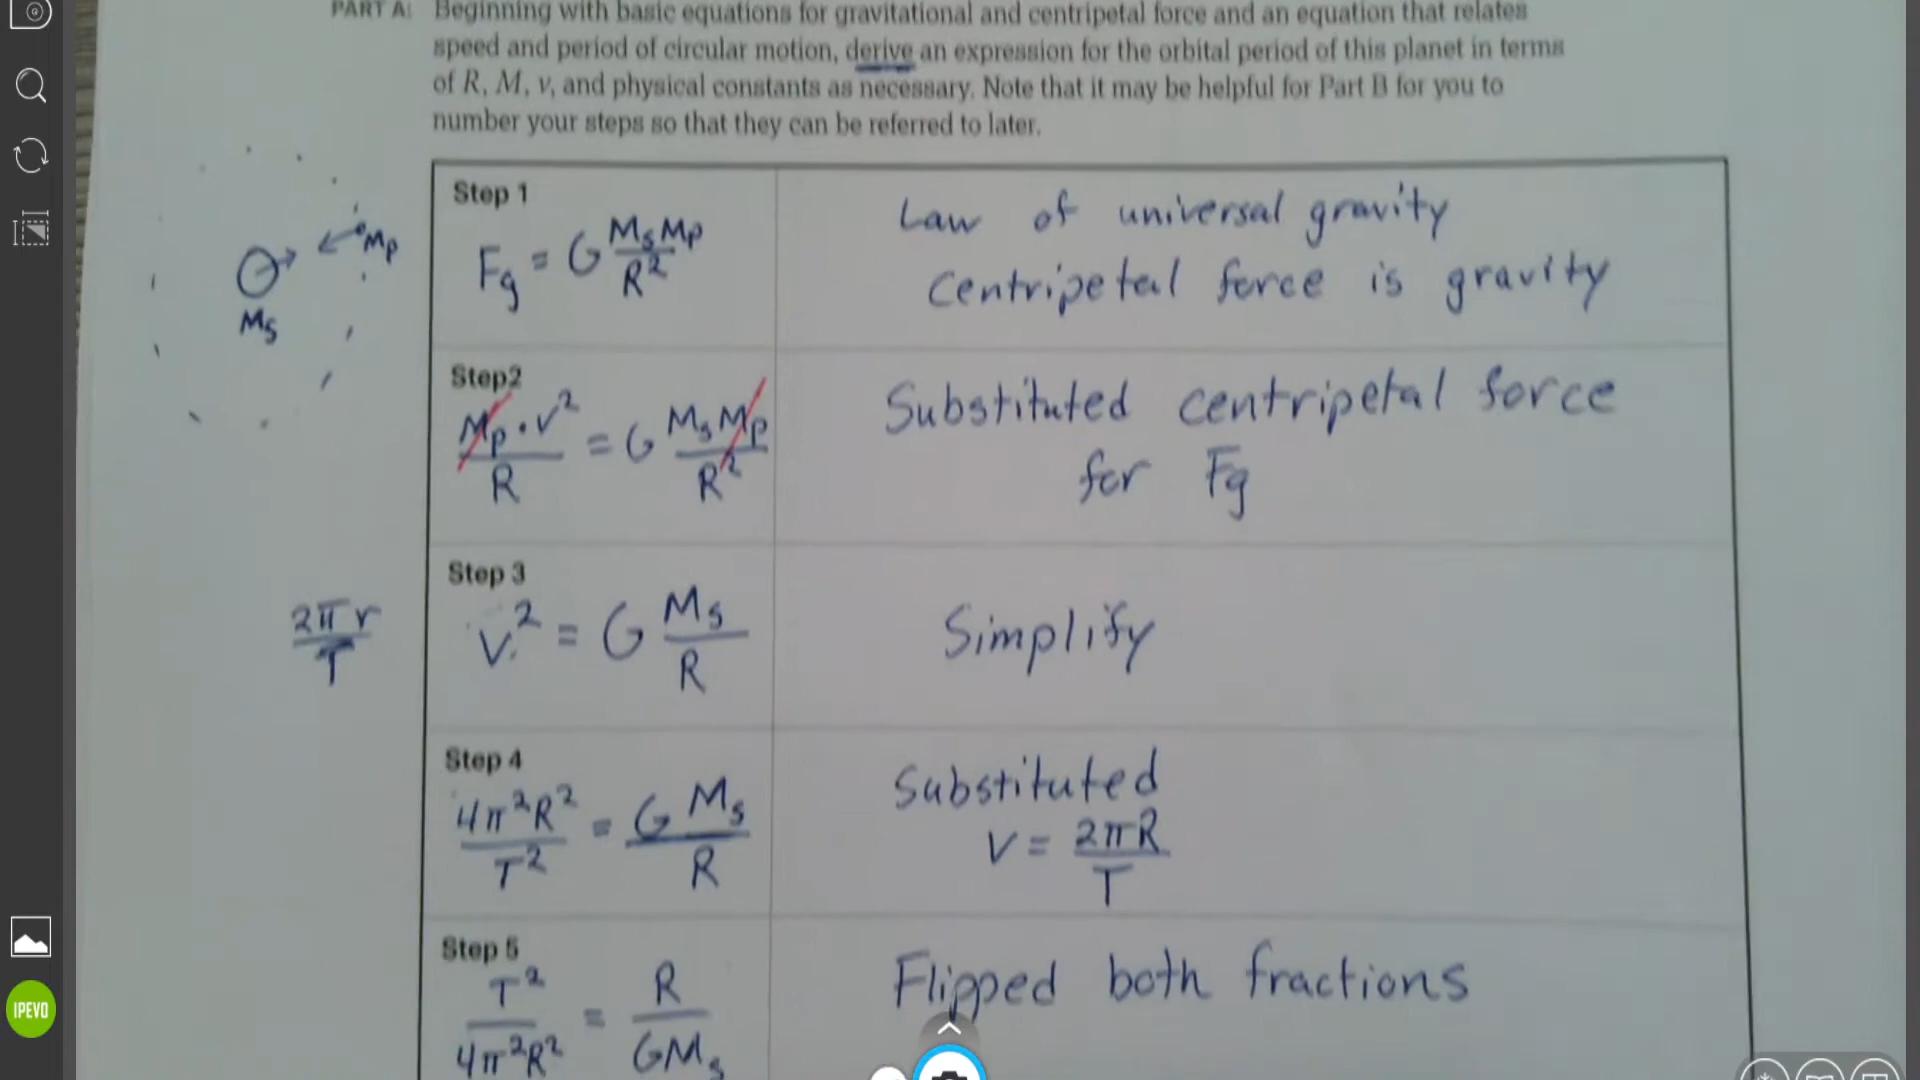 PART A: Beginning with basic equations for gravitational and centripetal force and an equation that relates
speed and period of circular motion, derive an expression for the orbital period of this planet in terms
of R, M, v, and physical constants as necessary. Note that it may be helpful for Part B for you to
number your steps so that they can be referred to later.
Mp
Ms
Step 1
Fg = G MsMp/R²
Law of universal gravity
Centripetal force is gravity
Step2
Mp·v²/R = G MsMp/R²
Substituted centripetal force
for Fg
2πr/T
Step 3
v² = G Ms/R
Simplify
Step 4
4π²R²/T² = G Ms/R
Substituted
v = 2πR/T
Step 5
T²/4π²R² = R/GMs
Flipped both fractions
IPEVO